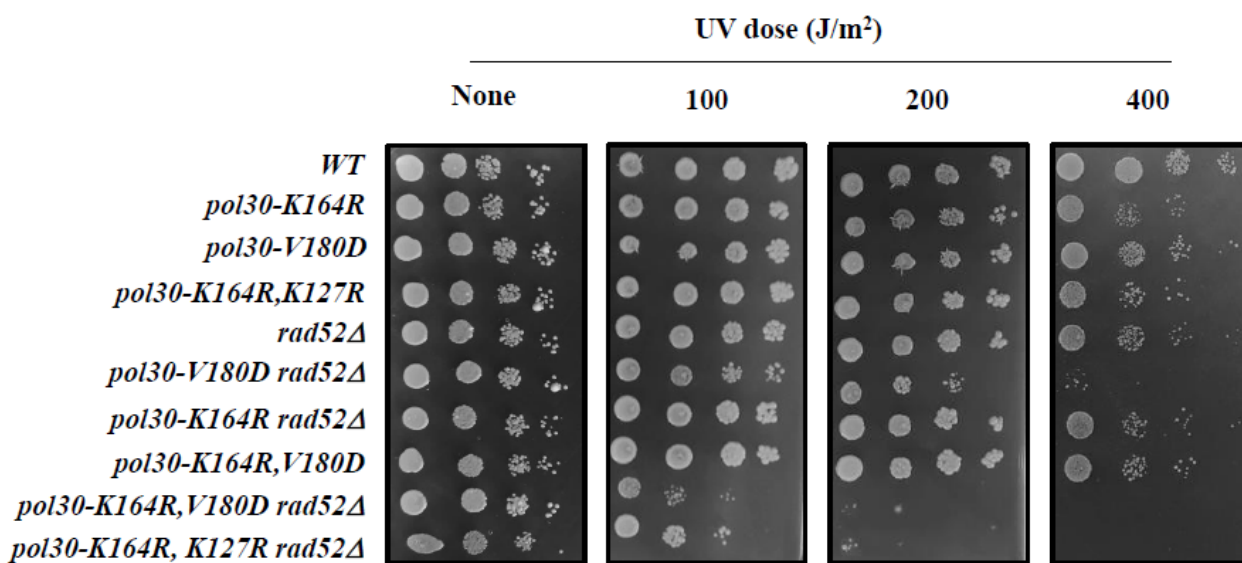 UV dose (J/m²)
None 100 200 400
WT
pol30-K164R
pol30-V180D
pol30-K164R,K127R
rad52Δ
pol30-V180D rad52Δ
pol30-K164R rad52Δ
pol30-K164R,V180D
pol30-K164R,V180D rad52Δ
pol30-K164R, K127R rad52Δ